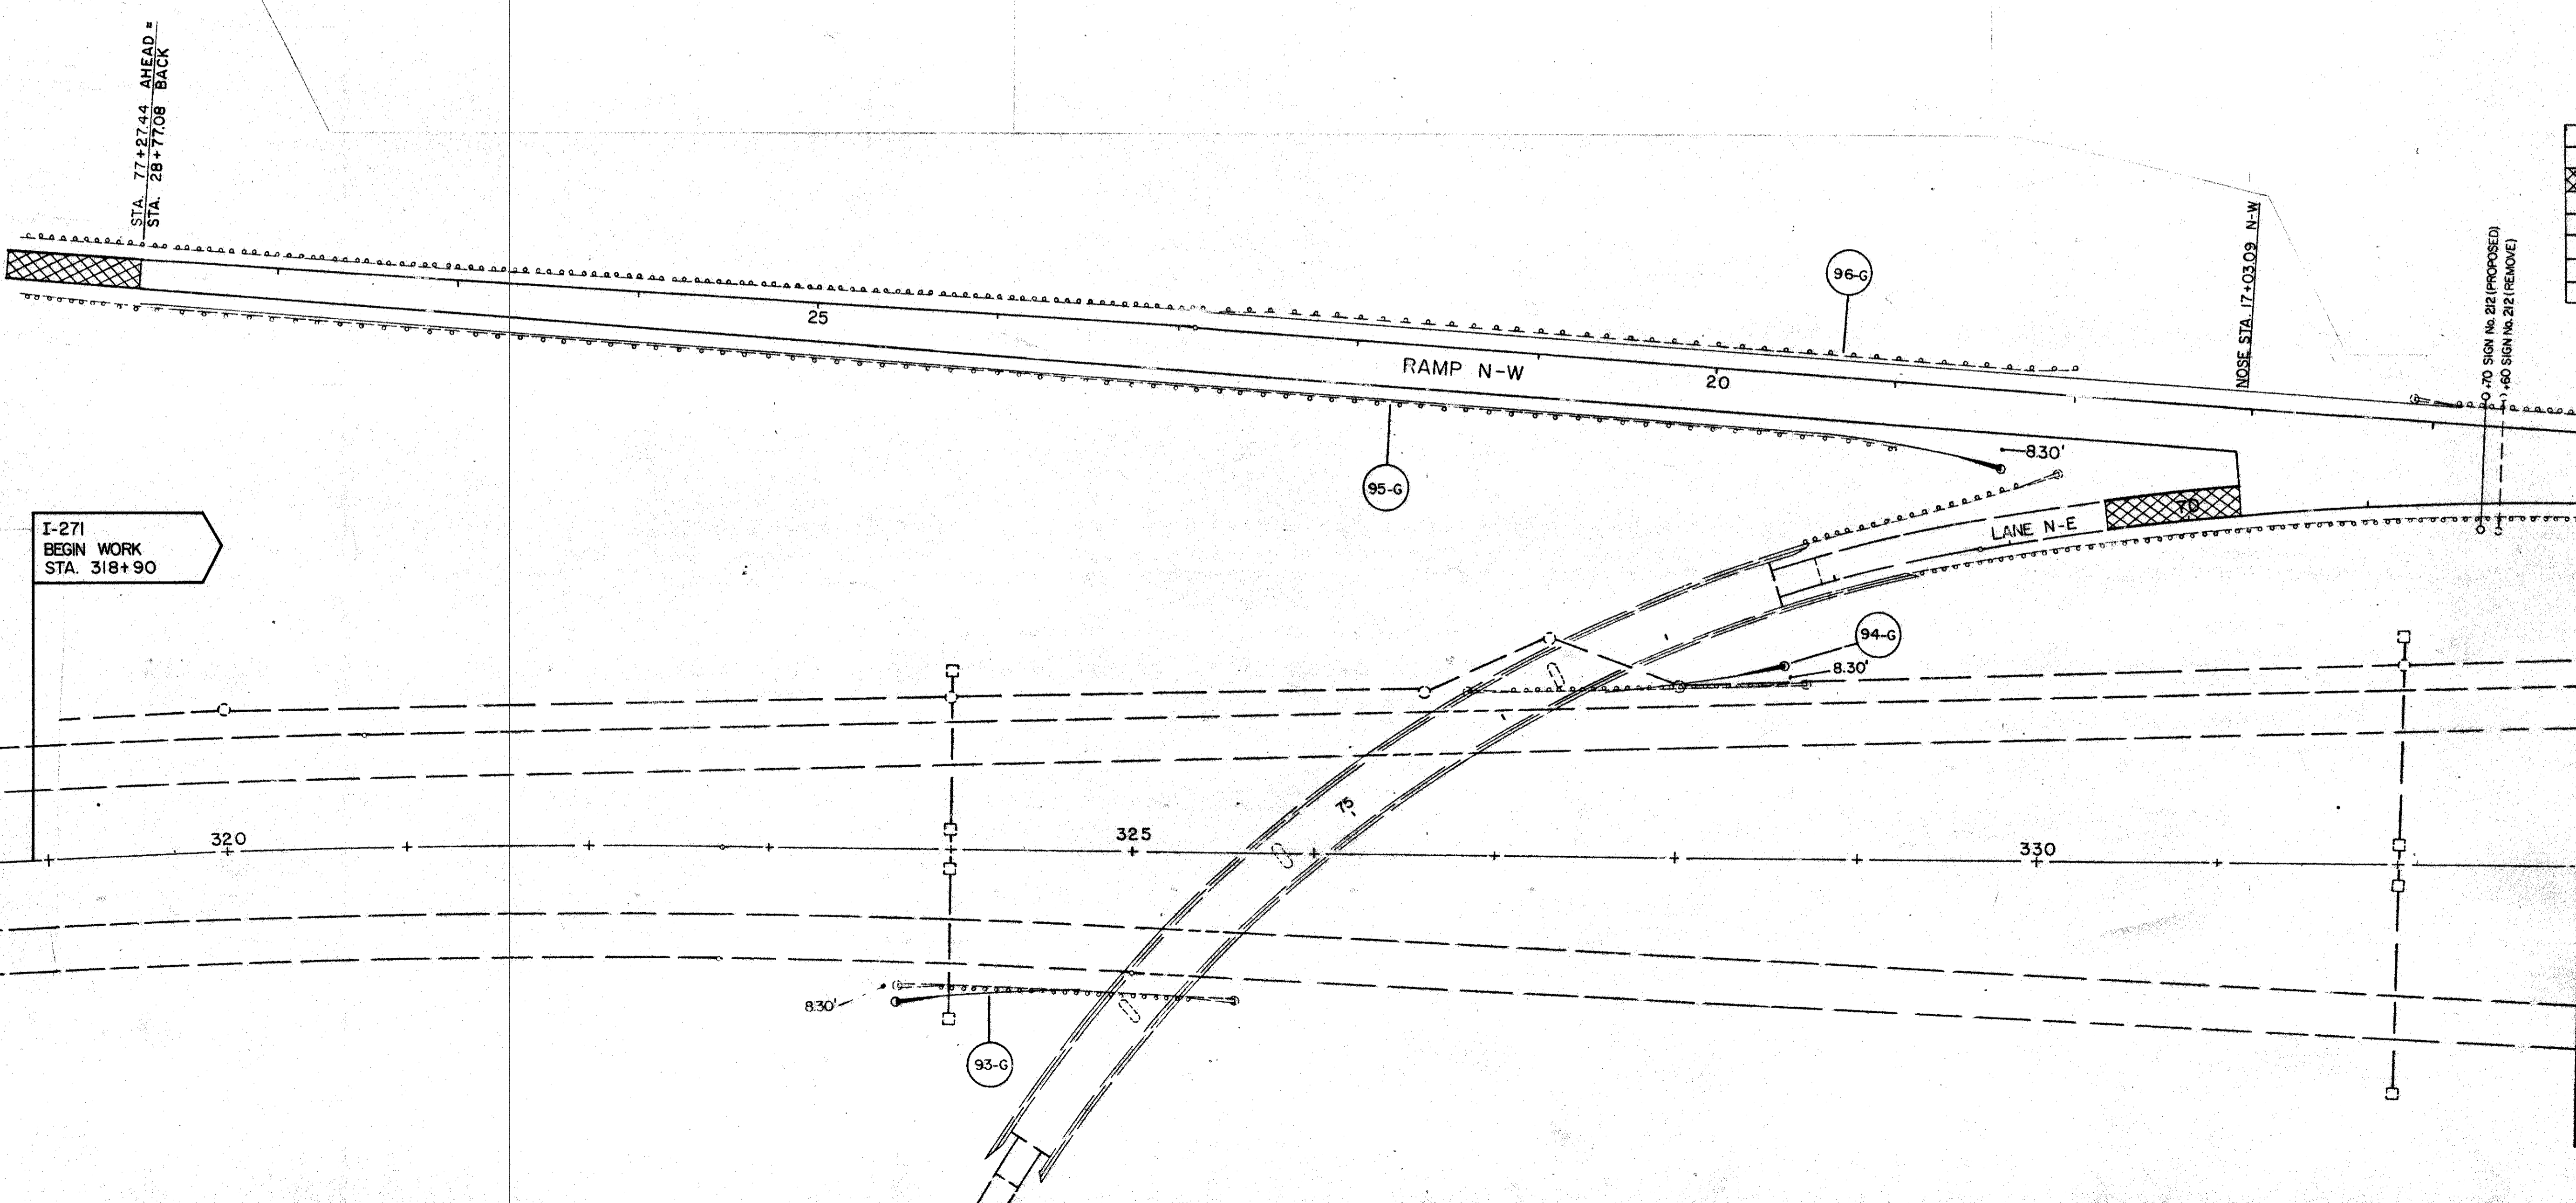 STA. 77+27.44 AHEAD =
STA. 28+77.08 BACK
96-G
NOSE STA. 17+03.09 N-W
+70 SIGN No. 212 (PROPOSED)
+60 SIGN No. 212 (REMOVE)
25
RAMP N-W
20
95-G
8.30'
70
LANE N-E
I-271
BEGIN WORK
STA. 318+90
94-G
8.30'
75
320
325
330
8.30'
93-G